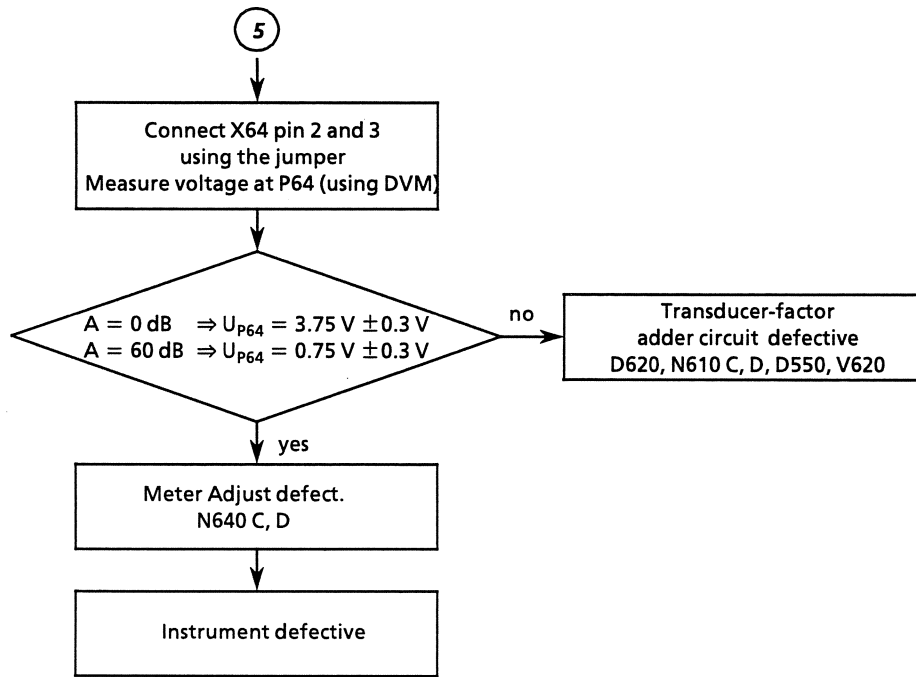 5
Connect X64 pin 2 and 3
using the jumper
Measure voltage at P64 (using DVM)
A = 0 dB ⇒ U_P64 = 3.75 V ±0.3 V
A = 60 dB ⇒ U_P64 = 0.75 V ±0.3 V
no
Transducer-factor
adder circuit defective
D620, N610 C, D, D550, V620
yes
Meter Adjust defect.
N640 C, D
Instrument defective